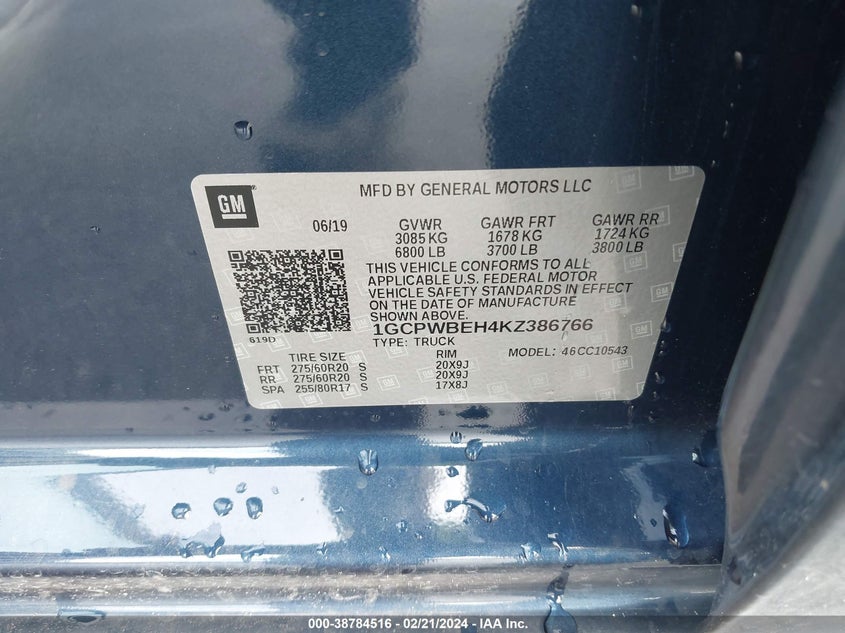 GM
MFD BY GENERAL MOTORS LLC
06/19 GVWR GAWR FRT GAWR RR
3085 KG 1678 KG 1724 KG
6800 LB 3700 LB 3800 LB
THIS VEHICLE CONFORMS TO ALL
APPLICABLE U.S. FEDERAL MOTOR
VEHICLE SAFETY STANDARDS IN EFFECT
ON THE DATE OF MANUFACTURE
SHOWN ABOVE.
619D
1GCPWBEH4KZ386766
TYPE: TRUCK MODEL: 46CC10543
TIRE SIZE RIM
FRT 275/60R20 S 20X9J
RR 275/60R20 S 20X9J
SPA 255/80R17 S 17X8J
000-38784516 - 02/21/2024 - IAA Inc.